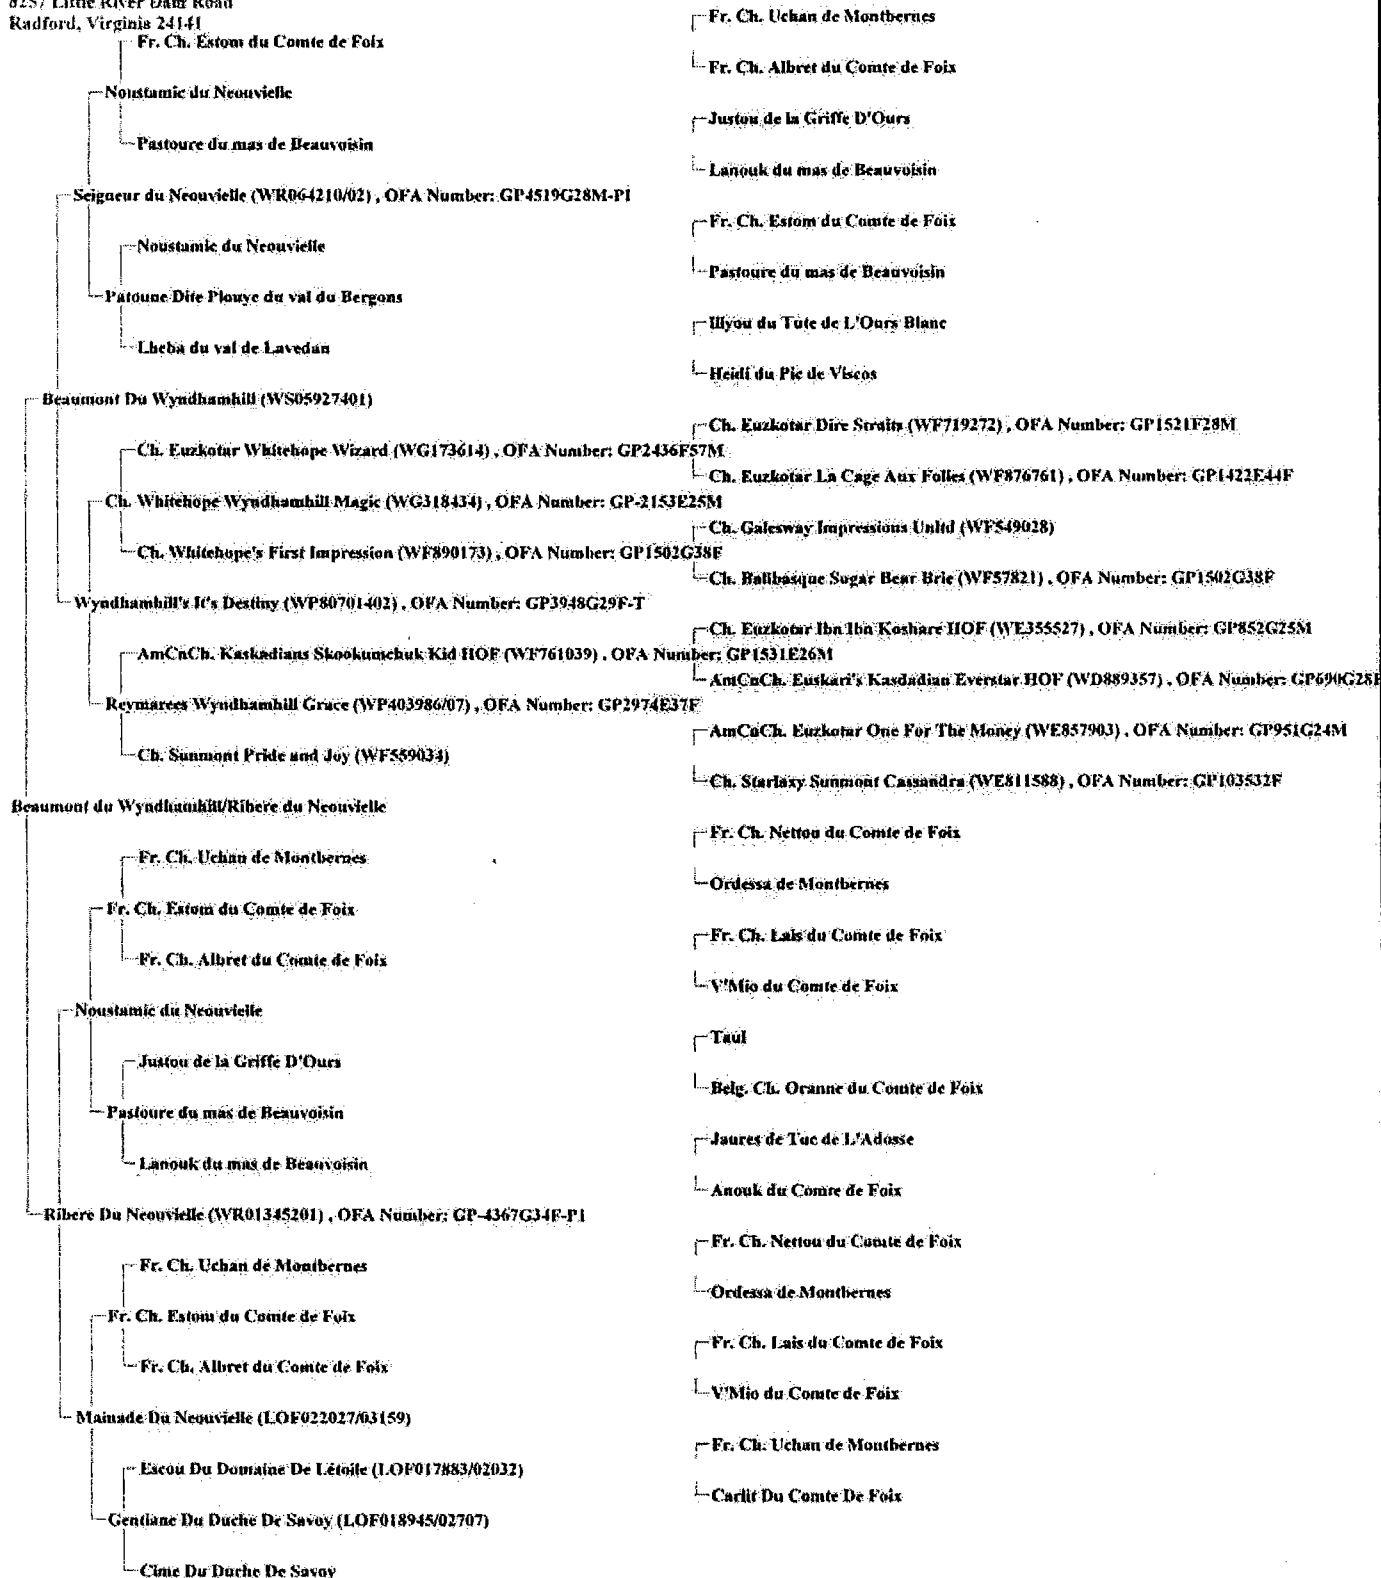 8257 Little River Dam Road
Radford, Virginia 24141
Fr. Ch. Uchan de Montbernes
Fr. Ch. Estom du Comte de Foix
Fr. Ch. Albret du Comte de Foix
Noustamic du Neouvielle
Justou de la Griffe D'Ours
Pastoure du mas de Beauvoisin
Lanouk du mas de Beauvoisin
Seigneur du Neouvielle (WR064210/02) , OFA Number: GP4519G28M-PI
Fr. Ch. Estom du Comte de Foix
Noustamic du Neouvielle
Pastoure du mas de Beauvoisin
Patoune Dite Plouye du val du Bergons
Illyou du Tute de L'Ours Blanc
Lheba du val de Lavedan
Heidi du Pic de Viscos
Beaumont Du Wyndhamhill (WS05927401)
Ch. Euzkotar Dire Straits (WF719272) , OFA Number: GP1521F28M
Ch. Euzkotar Whitehope Wizard (WG173614) , OFA Number: GP2436F57M
Ch. Euzkotar La Cage Aux Folles (WF876761) , OFA Number: GP1422E44F
Ch. Whitehope Wyndhamhill Magic (WG318434) , OFA Number: GP-2153E25M
Ch. Galesway Impressions Unltd (WF549028)
Ch. Whitehope's First Impression (WF890173) , OFA Number: GP1502G38F
Ch. Balibasque Sugar Bear Brie (WF57821) , OFA Number: GP1502G38F
Wyndhamhill's It's Destiny (WP80701402) , OFA Number: GP3948G29F-T
Ch. Euzkotar Ibn Ibn Koshare HOF (WE355527) , OFA Number: GP852G25M
AmCnCh. Kaskadians Skookumchuk Kid HOF (WF761039) , OFA Number: GP1531E26M
AmCnCh. Euskari's Kasdadian Everstar HOF (WD889357) , OFA Number: GP690G28F
Reymarees Wyndhamhill Grace (WP403986/07) , OFA Number: GP2974E37F
AmCnCh. Euzkotar One For The Money (WE857903) , OFA Number: GP951G24M
Ch. Sunmont Pride and Joy (WF559034)
Ch. Starlaxy Sunmont Cassandra (WE811588) , OFA Number: GP103532F
Beaumont du Wyndhamhill/Ribere du Neouvielle
Fr. Ch. Nettou du Comte de Foix
Fr. Ch. Uchan de Montbernes
Ordessa de Montbernes
Fr. Ch. Estom du Comte de Foix
Fr. Ch. Lais du Comte de Foix
Fr. Ch. Albret du Comte de Foix
V'Mio du Comte de Foix
Noustamic du Neouvielle
Taul
Justou de la Griffe D'Ours
Belg. Ch. Oranne du Comte de Foix
Pastoure du mas de Beauvoisin
Jaures de Tuc de L'Adosse
Lanouk du mas de Beauvoisin
Anouk du Comte de Foix
Ribere Du Neouvielle (WR01345201) , OFA Number: GP-4367G34F-PI
Fr. Ch. Nettou du Comte de Foix
Fr. Ch. Uchan de Montbernes
Ordessa de Montbernes
Fr. Ch. Estom du Comte de Foix
Fr. Ch. Lais du Comte de Foix
Fr. Ch. Albret du Comte de Foix
V'Mio du Comte de Foix
Mainade Du Neouvielle (LOF022027/03159)
Fr. Ch. Uchan de Montbernes
Escou Du Domaine De Létoile (LOF017883/02032)
Carlit Du Comte De Foix
Gentiane Du Duche De Savoy (LOF018945/02707)
Cime Du Duche De Savoy